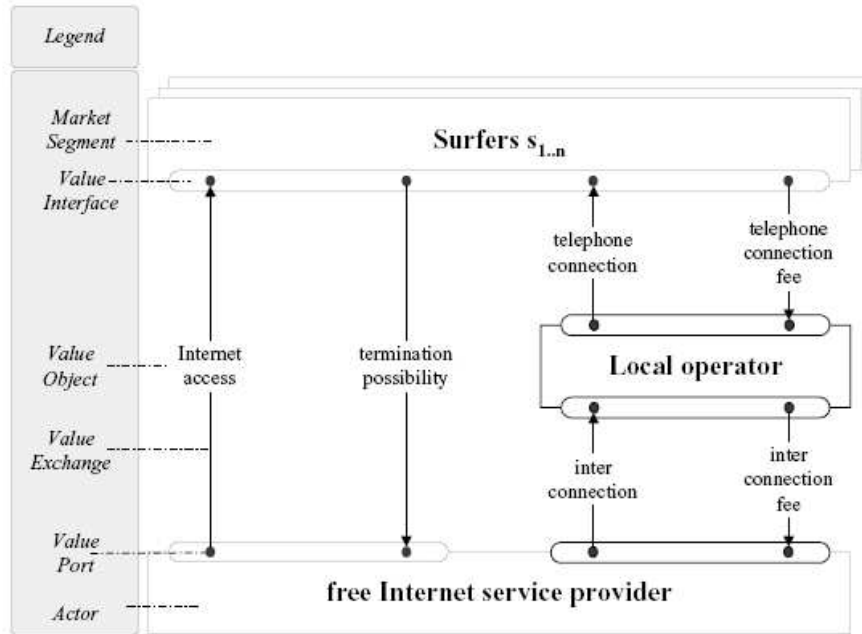 Legend
Market
Segment
Value
Interface
Value
Object
Value
Exchange
Value
Port
Actor
Surfers s1..n
telephone
connection
telephone
connection
fee
Internet
access
termination
possibility
Local operator
inter
connection
inter
connection
fee
free Internet service provider